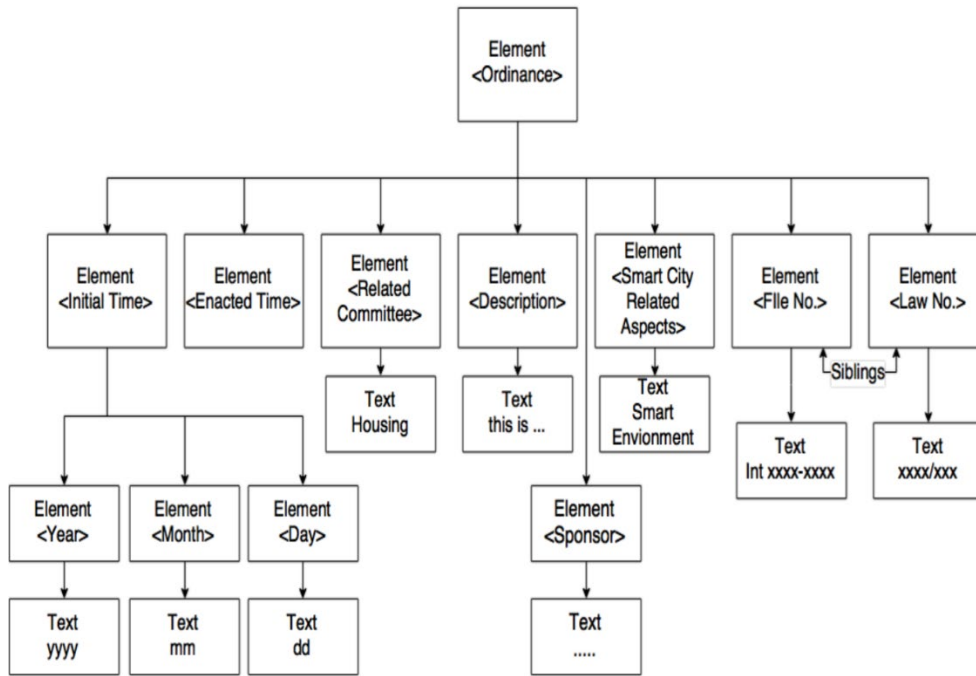 Element
<Ordinance>
Element
<Initial Time>
Element
<Enacted Time>
Element
<Related
Committee>
Element
<Description>
Element
<Smart City
Related
Aspects>
Element
<FIle No.>
Element
<Law No.>
Siblings
Text
Housing
Text
this is ...
Text
Smart
Envionment
Text
Int xxxx-xxxx
Text
xxxx/xxx
Element
<Year>
Element
<Month>
Element
<Day>
Element
<Sponsor>
Text
yyyy
Text
mm
Text
dd
Text
.....